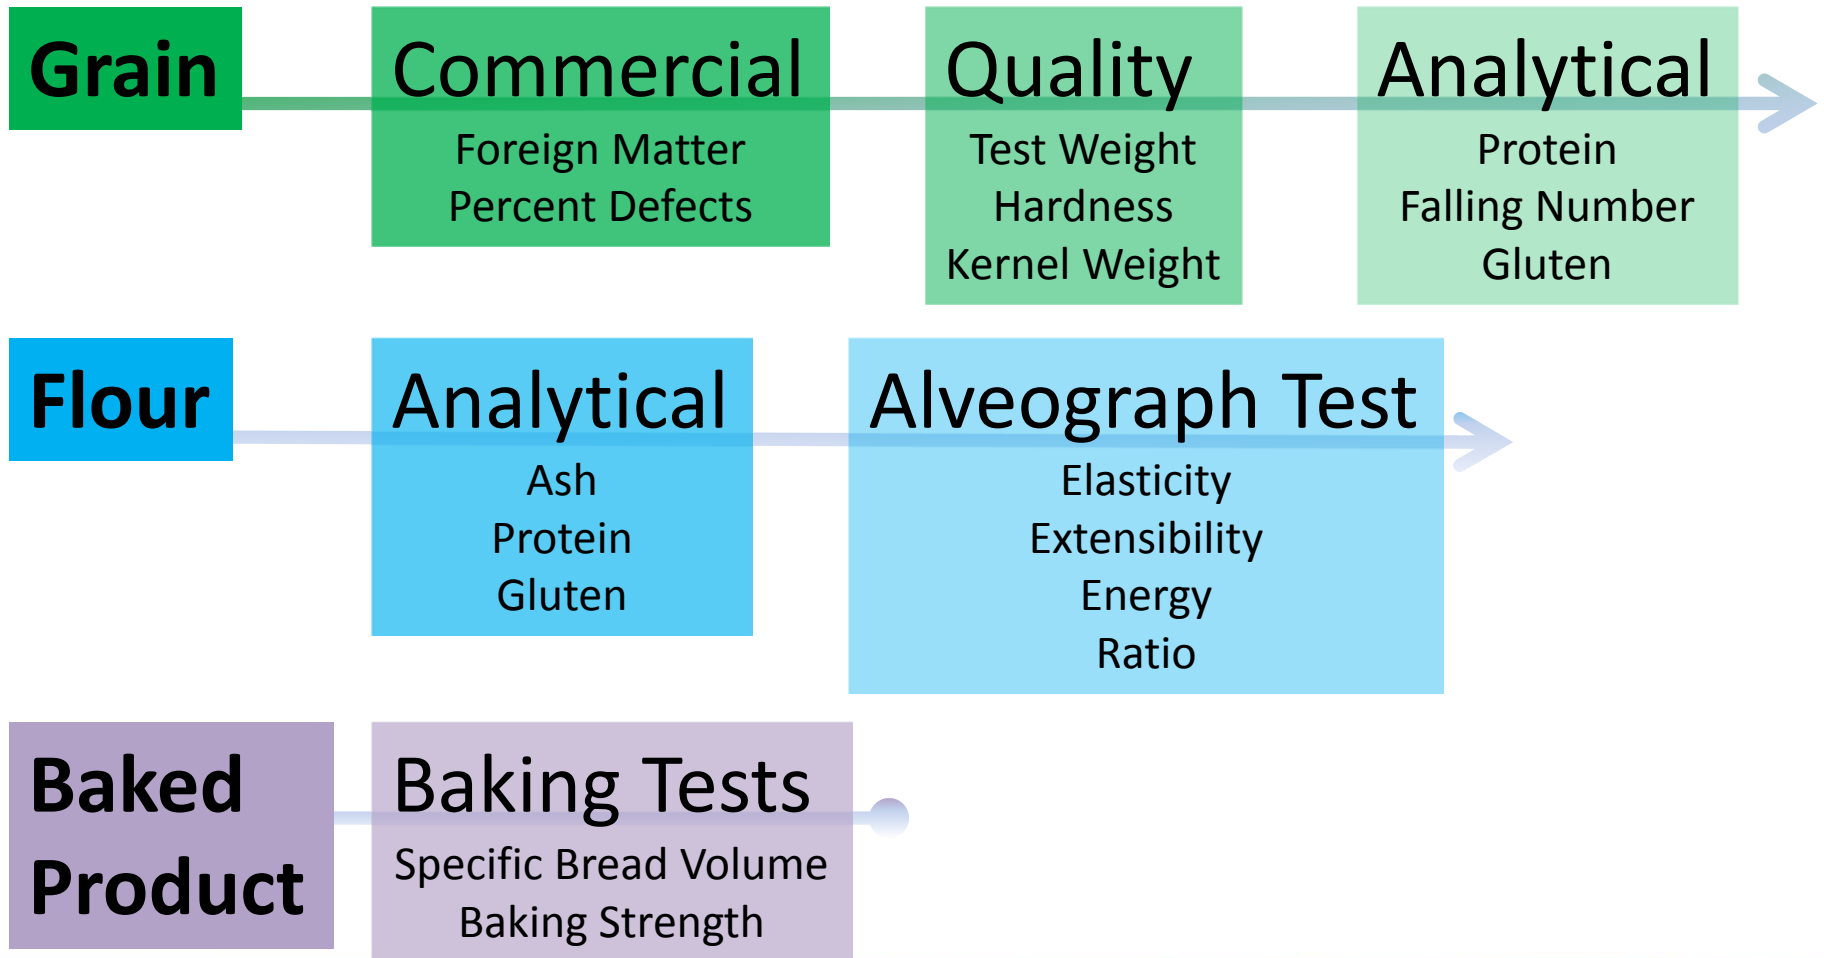 Grain
Commercial
Foreign Matter
Percent Defects
Quality
Test Weight
Hardness
Kernel Weight
Analytical
Protein
Falling Number
Gluten
Flour
Analytical
Ash
Protein
Gluten
Alveograph Test
Elasticity
Extensibility
Energy
Ratio
Baked
Product
Baking Tests
Specific Bread Volume
Baking Strength